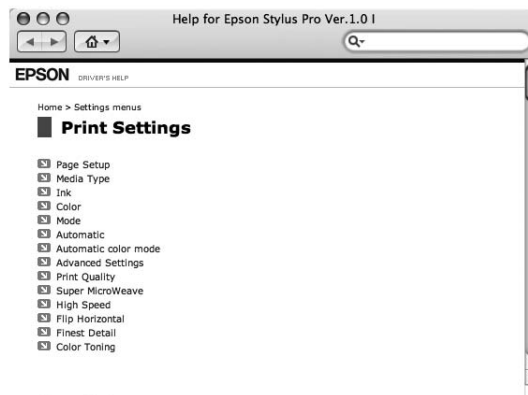 Help for Epson Stylus Pro Ver.1.0 I
EPSON DRIVER'S HELP
Home > Settings menus
Print Settings
Page Setup
Media Type
Ink
Color
Mode
Automatic
Automatic color mode
Advanced Settings
Print Quality
Super MicroWeave
High Speed
Flip Horizontal
Finest Detail
Color Toning